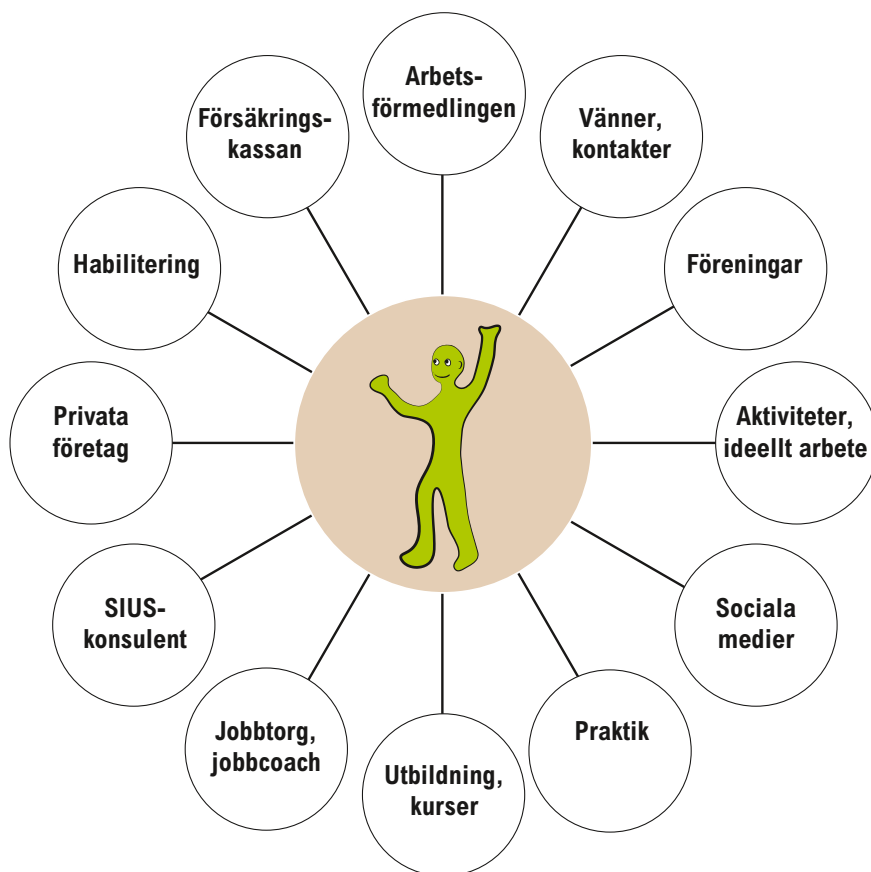 Arbets-
förmedlingen
Vänner,
kontakter
Föreningar
Aktiviteter,
ideellt arbete
Sociala
medier
Praktik
Utbildning,
kurser
Jobbtorg,
jobbcoach
SIUS-
konsulent
Privata
företag
Habilitering
Försäkrings-
kassan